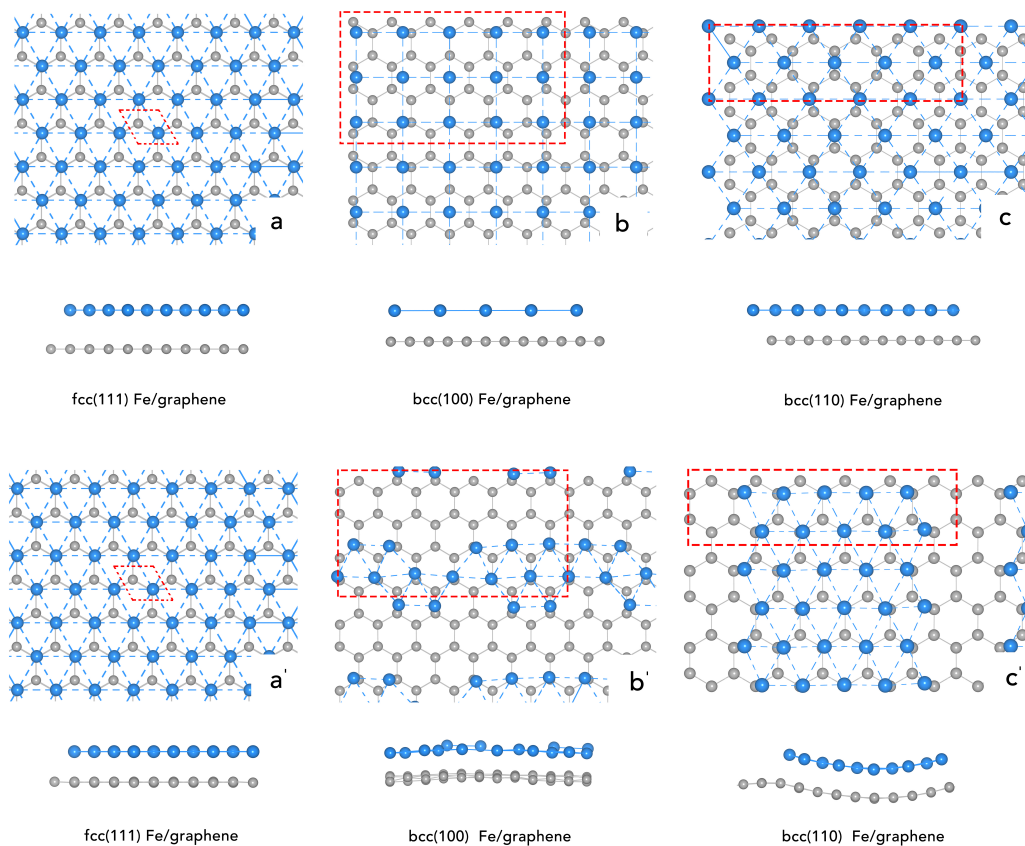 a
b
c
fcc(111) Fe/graphene
bcc(100) Fe/graphene
bcc(110) Fe/graphene
a'
b'
c'
fcc(111) Fe/graphene
bcc(100) Fe/graphene
bcc(110) Fe/graphene